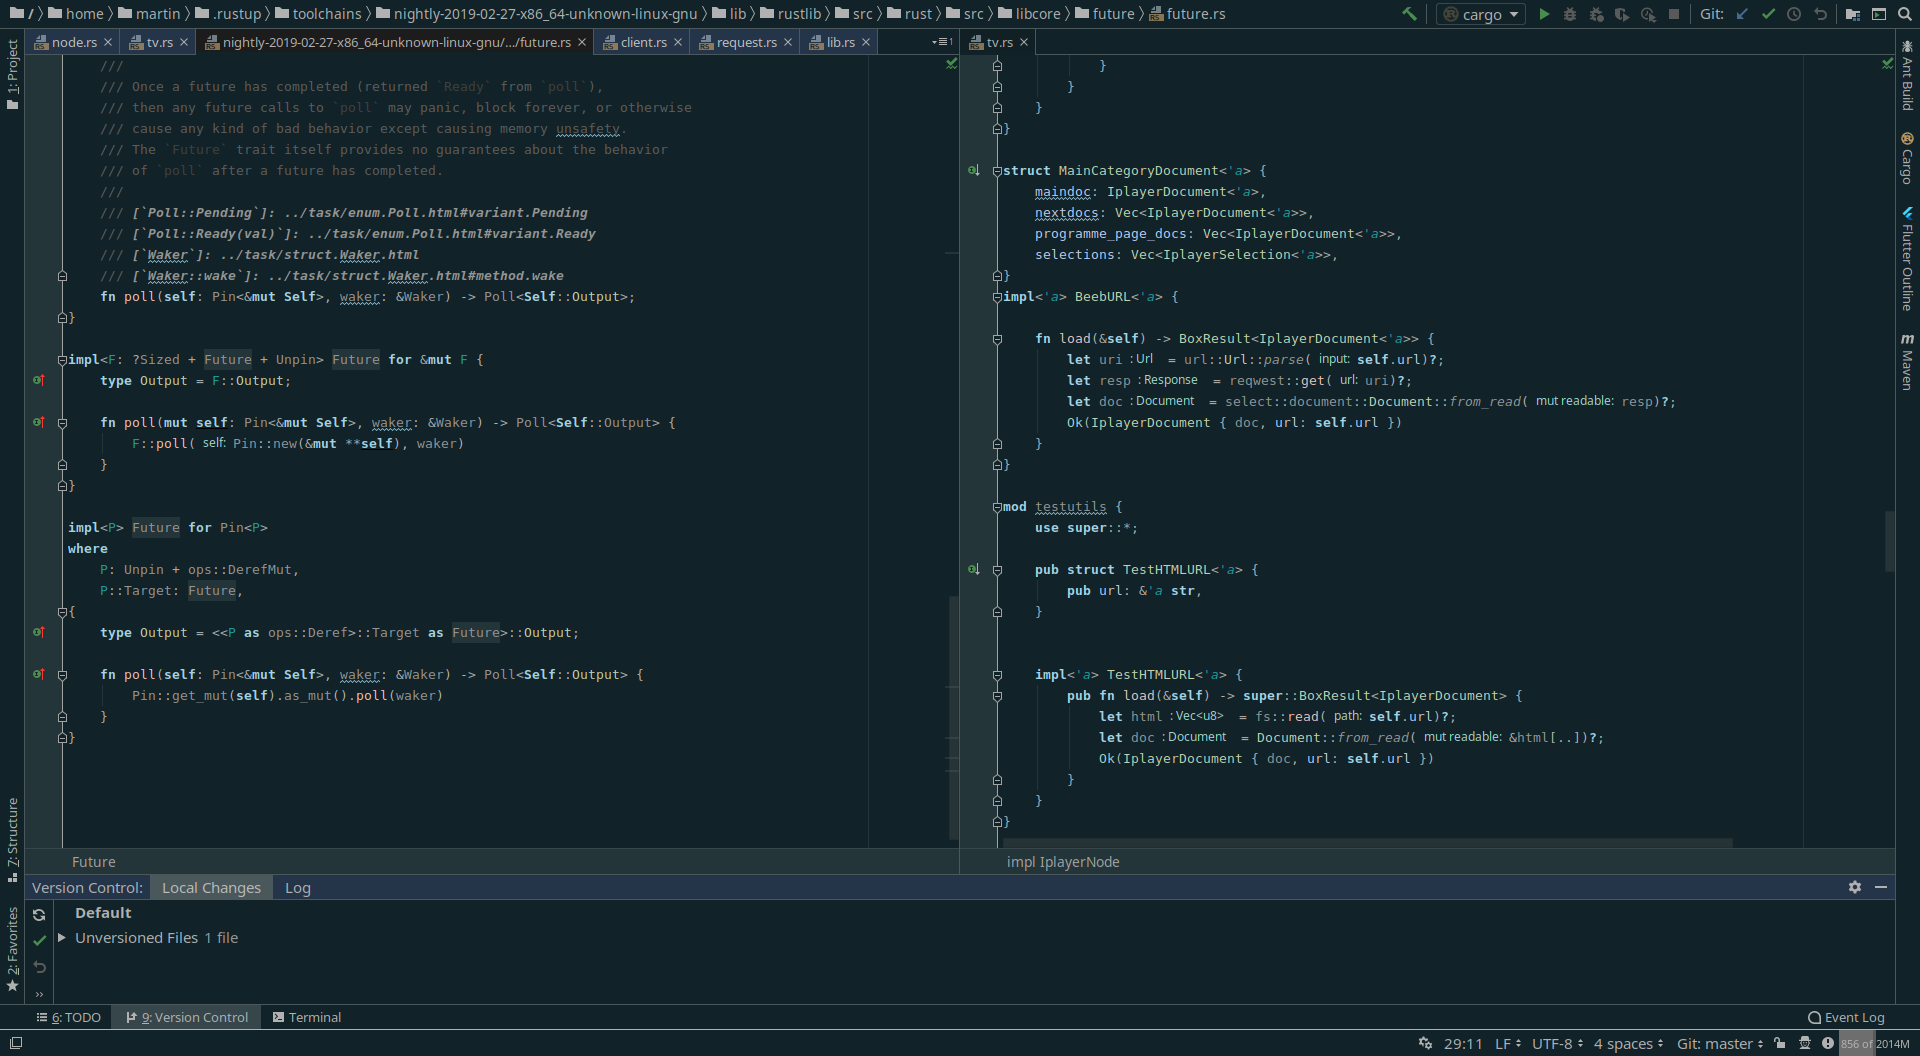 / home martin .rustup toolchains nightly-2019-02-27-x86_64-unknown-linux-gnu lib rustlib src rust src libcore future future.rs cargo Git:
node.rs tv.rs nightly-2019-02-27-x86_64-unknown-linux-gnu/.../future.rs client.rs request.rs lib.rs
///
/// Once a future has completed (returned `Ready` from `poll`),
/// then any future calls to `poll` may panic, block forever, or otherwise
/// cause any kind of bad behavior except causing memory unsafety.
/// The `Future` trait itself provides no guarantees about the behavior
/// of `poll` after a future has completed.
///
/// [`Poll::Pending`]: ../task/enum.Poll.html#variant.Pending
/// [`Poll::Ready(val)`]: ../task/enum.Poll.html#variant.Ready
/// [`Waker`]: ../task/struct.Waker.html
/// [`Waker::wake`]: ../task/struct.Waker.html#method.wake
fn poll(self: Pin<&mut Self>, waker: &Waker) -> Poll<Self::Output>;
}
impl<F: ?Sized + Future + Unpin> Future for &mut F {
type Output = F::Output;
fn poll(mut self: Pin<&mut Self>, waker: &Waker) -> Poll<Self::Output> {
F::poll( self: Pin::new(&mut **self), waker)
}
}
impl<P> Future for Pin<P>
where
P: Unpin + ops::DerefMut,
P::Target: Future,
{
type Output = <<P as ops::Deref>::Target as Future>::Output;
fn poll(self: Pin<&mut Self>, waker: &Waker) -> Poll<Self::Output> {
Pin::get_mut(self).as_mut().poll(waker)
}
}
Future
tv.rs
}
}
}
}
struct MainCategoryDocument<'a> {
maindoc: IplayerDocument<'a>,
nextdocs: Vec<IplayerDocument<'a>>,
programme_page_docs: Vec<IplayerDocument<'a>>,
selections: Vec<IplayerSelection<'a>>,
}
impl<'a> BeebURL<'a> {
fn load(&self) -> BoxResult<IplayerDocument<'a>> {
let uri : Url = url::Url::parse( input: self.url)?;
let resp : Response = reqwest::get( url: uri)?;
let doc : Document = select::document::Document::from_read( mut readable: resp)?;
Ok(IplayerDocument { doc, url: self.url })
}
}
mod testutils {
use super::*;
pub struct TestHTMLURL<'a> {
pub url: &'a str,
}
impl<'a> TestHTMLURL<'a> {
pub fn load(&self) -> super::BoxResult<IplayerDocument> {
let html : Vec<u8> = fs::read( path: self.url)?;
let doc : Document = Document::from_read( mut readable: &html[..])?;
Ok(IplayerDocument { doc, url: self.url })
}
}
}
impl IplayerNode
1: Project
7: Structure
2: Favorites
Ant Build
Cargo
Flutter Outline
Maven
Version Control: Local Changes Log
Default
Unversioned Files 1 file
6: TODO 9: Version Control Terminal Event Log
29:11 LF UTF-8 4 spaces Git: master 856 of 2014M